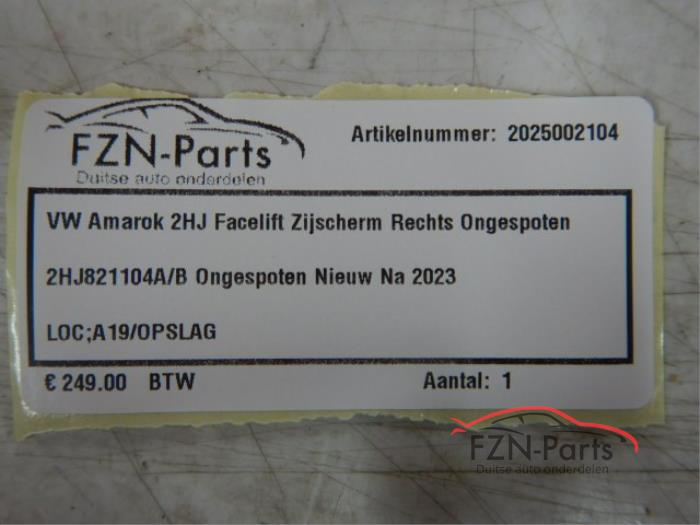 FZN-Parts
Duitse auto onderdelen
Artikelnummer: 2025002104
VW Amarok 2HJ Facelift Zijscherm Rechts Ongespoten
2HJ821104A/B Ongespoten Nieuw Na 2023
LOC;A19/OPSLAG
€ 249.00 BTW
Aantal: 1
FZN-Parts
Duitse auto onderdelen